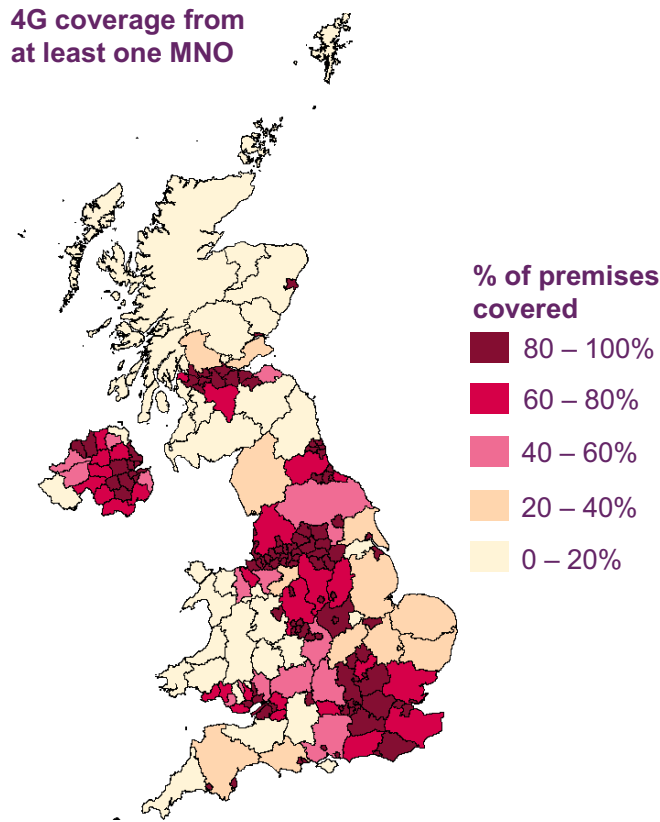 4G coverage from
at least one MNO
% of premises
covered
80 – 100%
60 – 80%
40 – 60%
20 – 40%
0 – 20%